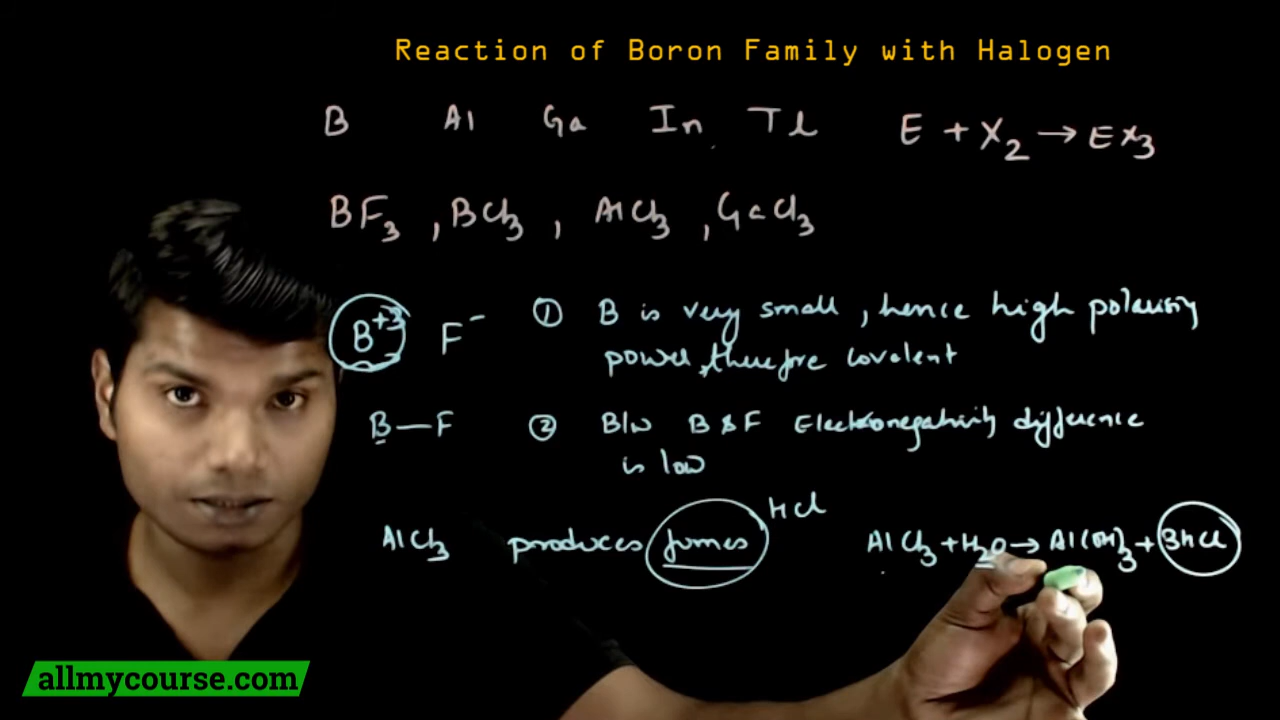 Reaction of Boron Family with Halogen
B Al Ga In Tl E + X₂ → EX₃
BF₃, BCl₃, AlCl₃, GaCl₃
B⁺³ F⁻ ① B is very small, hence high polarising
power, therefore covalent
B—F ② B/w B & F Electronegativity difference
is low
AlCl₃ produces fumes HCl AlCl₃ + H₂O → Al(OH)₃ + 3HCl
allmycourse.com